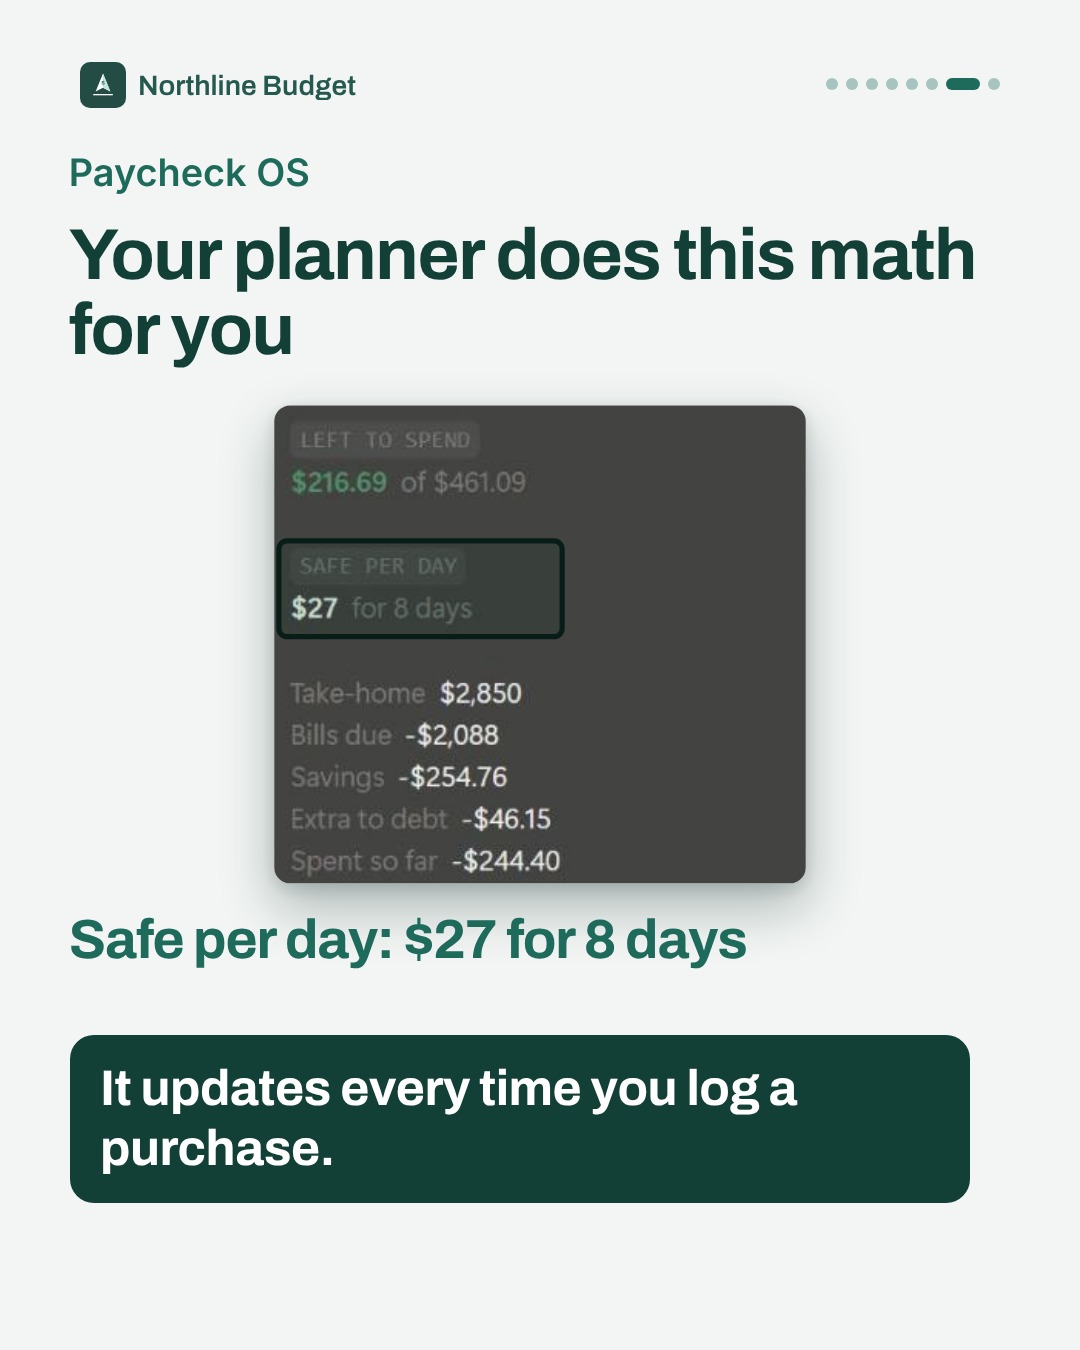 Northline Budget
Paycheck OS
Your planner does this math
for you
LEFT TO SPEND
$216.69 of $461.09
SAFE PER DAY
$27 for 8 days
Take-home $2,850
Bills due -$2,088
Savings -$254.76
Extra to debt -$46.15
Spent so far -$244.40
Safe per day: $27 for 8 days
It updates every time you log a
purchase.